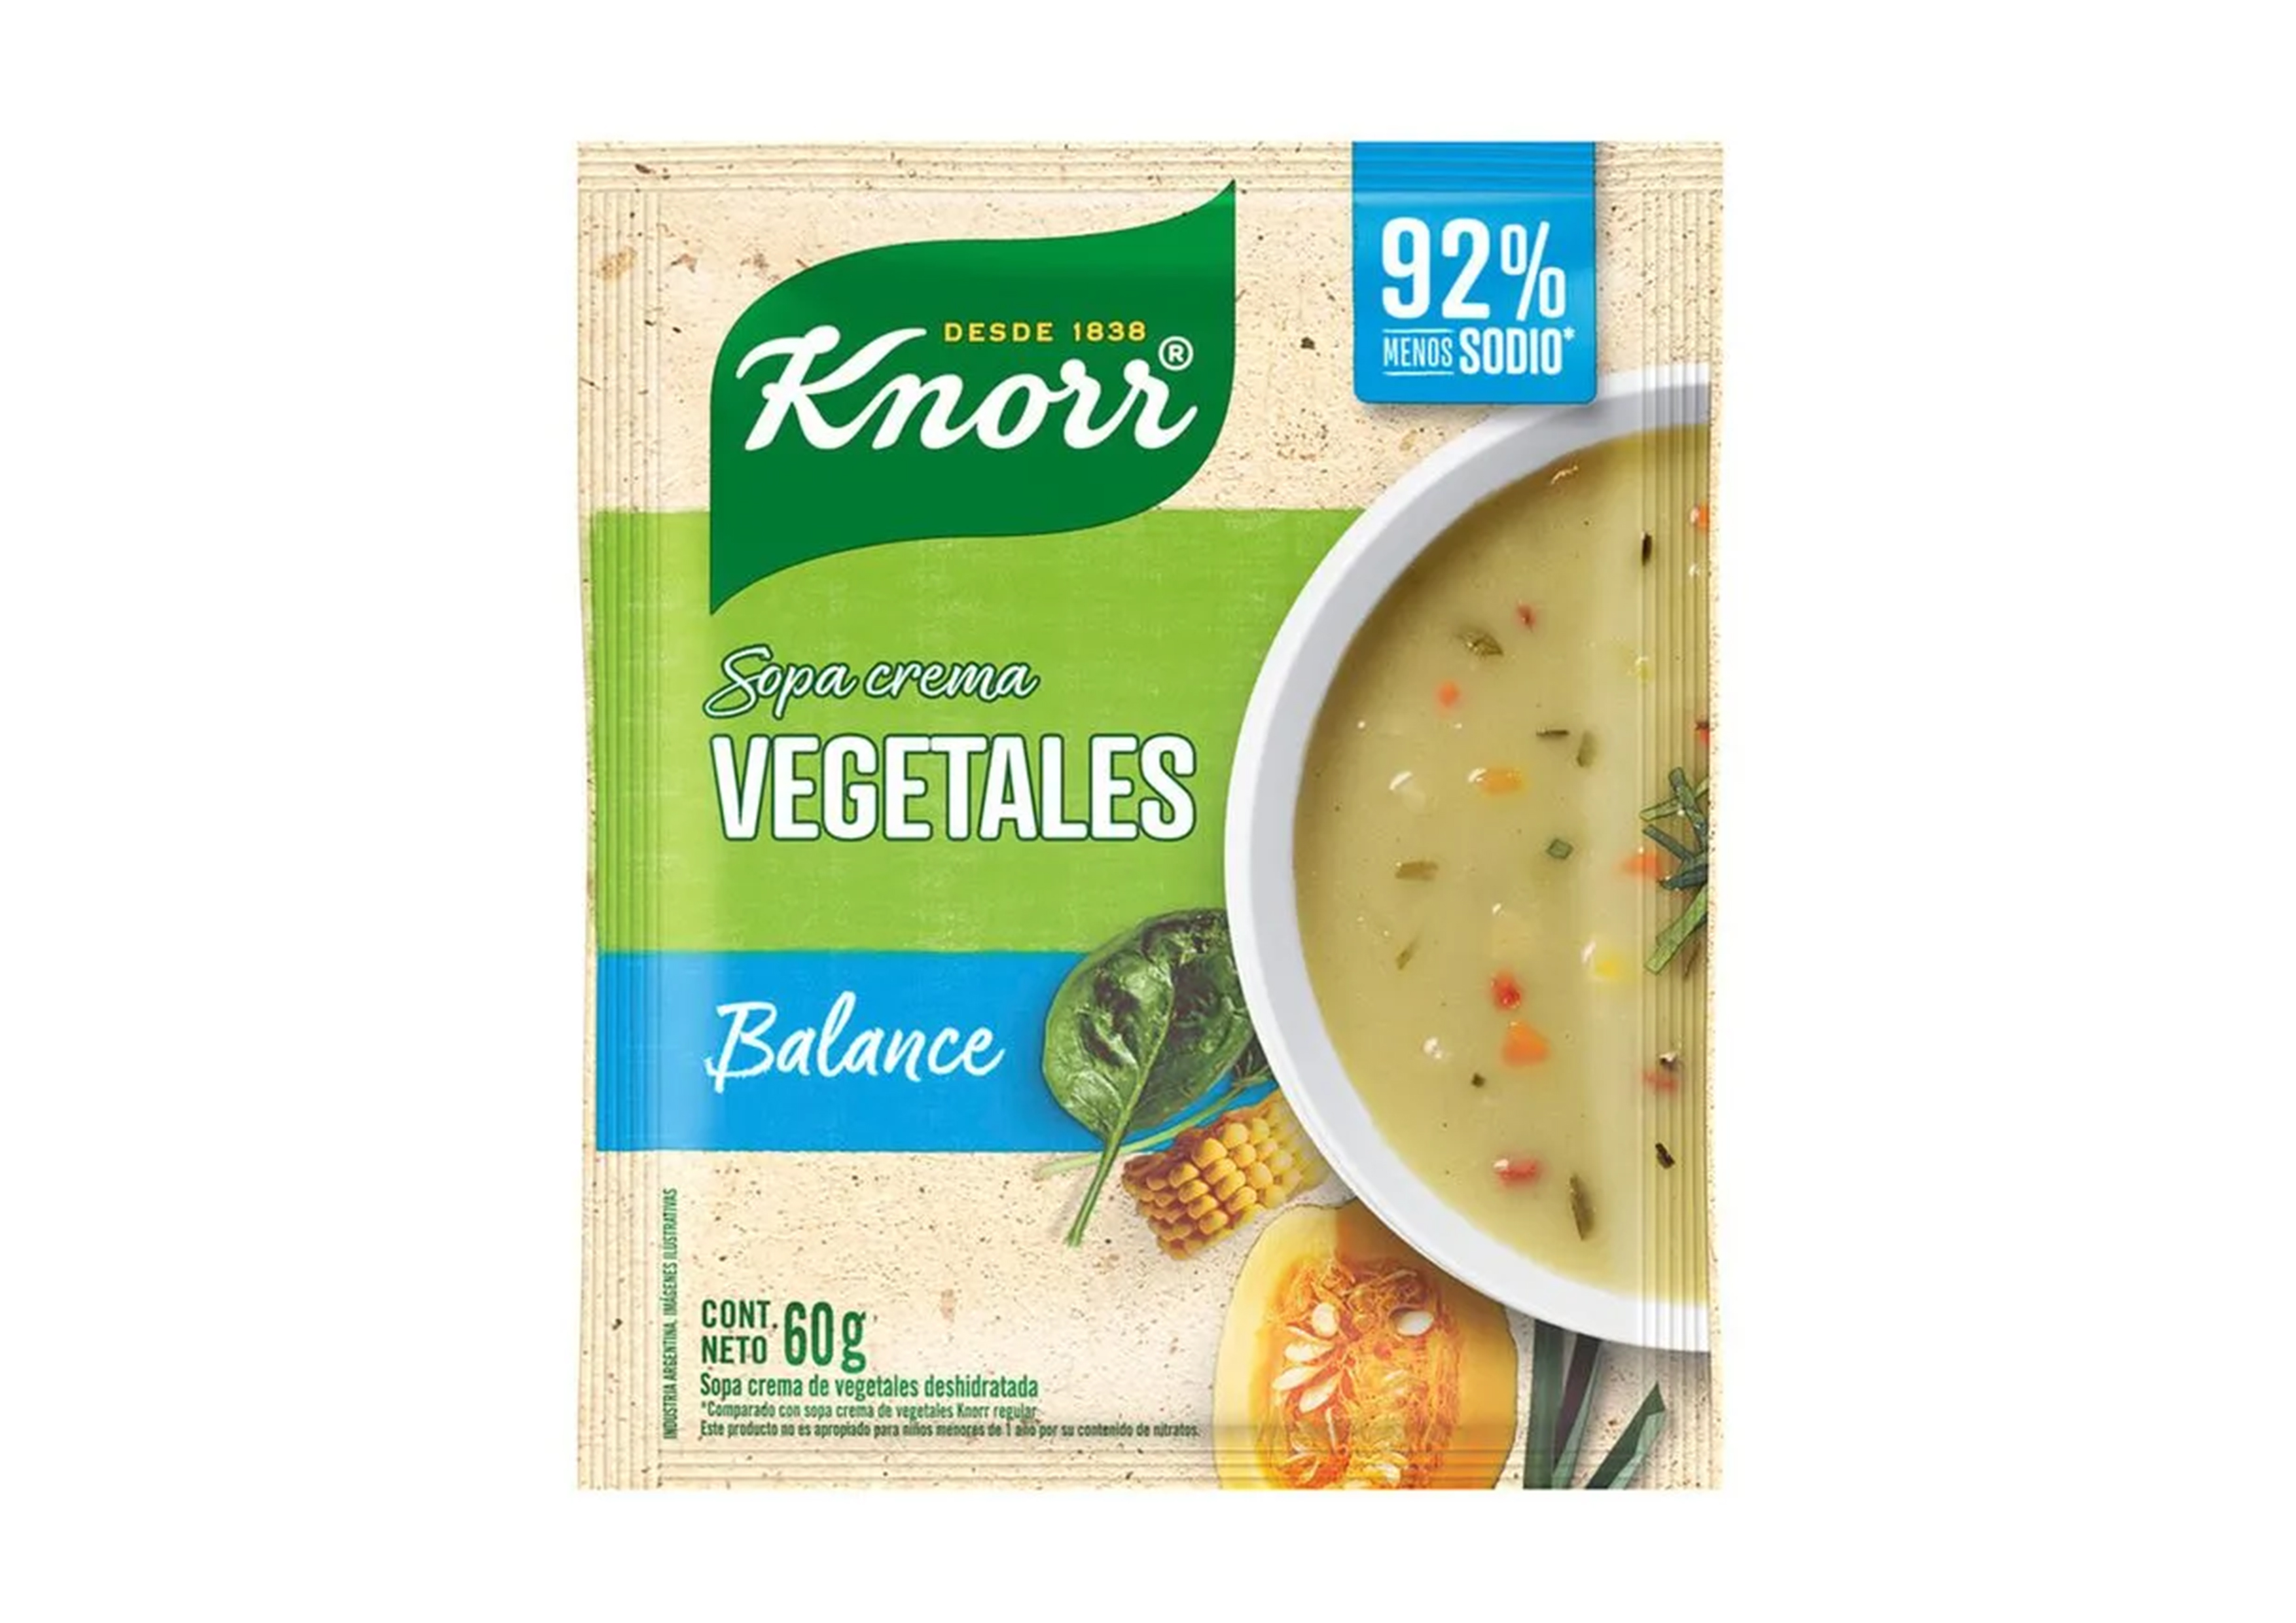 DESDE 1838
Knorr®
92%
MENOS SODIO*
Sopa crema
VEGETALES
Balance
INDUSTRIA ARGENTINA. IMÁGENES ILUSTRATIVAS
CONT. NETO 60g
Sopa crema de vegetales deshidratada
*Comparado con sopa crema de vegetales Knorr regular
Este producto no es apropiado para niños menores de 1 año por su contenido de nitratos.